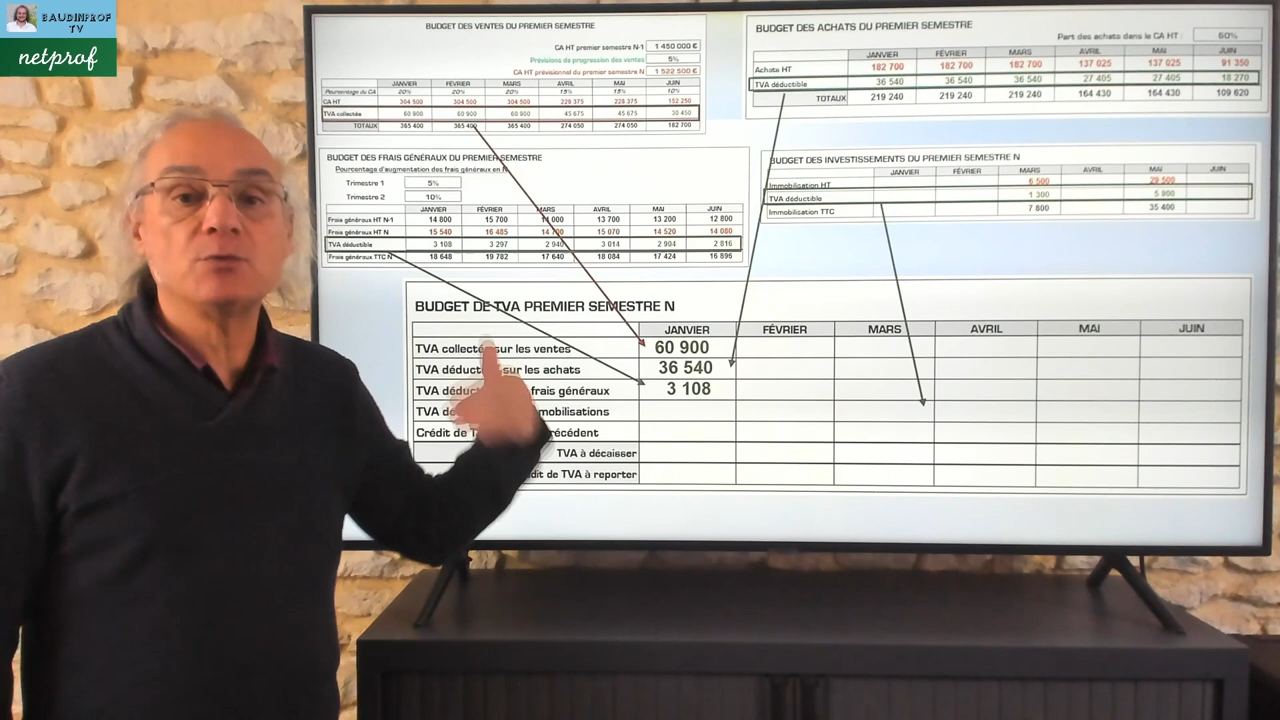 BAUDINPROF
TV
netprof
BUDGET DES VENTES DU PREMIER SEMESTRE
CA HT premier semestre N-1 1 450 000 €
Prévisions de progression des ventes 5%
CA HT prévisionnel du premier semestre N 1 522 500 €
JANVIER FÉVRIER MARS AVRIL MAI JUIN
Pourcentage du CA 20% 20% 20% 15% 15% 10%
CA HT 304 500 304 500 304 500 228 375 228 375 152 250
TVA collectée 60 900 60 900 60 900 45 675 45 675 30 450
TOTAUX 365 400 365 400 365 400 274 050 274 050 182 700
BUDGET DES ACHATS DU PREMIER SEMESTRE
Part des achats dans le CA HT : 60%
JANVIER FÉVRIER MARS AVRIL MAI JUIN
Achats HT 182 700 182 700 182 700 137 025 137 025 91 350
TVA déductible 36 540 36 540 36 540 27 405 27 405 18 270
TOTAUX 219 240 219 240 219 240 164 430 164 430 109 620
BUDGET DES FRAIS GÉNÉRAUX DU PREMIER SEMESTRE
Pourcentage d'augmentation des frais généraux en N
Trimestre 1 5%
Trimestre 2 10%
JANVIER FÉVRIER MARS AVRIL MAI JUIN
Frais généraux HT N-1 14 800 15 700 14 000 13 700 13 200 12 800
Frais généraux HT N 15 540 16 485 14 700 15 070 14 520 14 080
TVA déductible 3 108 3 297 2 940 3 014 2 904 2 816
Frais généraux TTC N 18 648 19 782 17 640 18 084 17 424 16 896
BUDGET DES INVESTISSEMENTS DU PREMIER SEMESTRE N
JANVIER FÉVRIER MARS AVRIL MAI JUIN
Immobilisation HT 6 500 29 500
TVA déductible 1 300 5 900
Immobilisation TTC 7 800 35 400
BUDGET DE TVA PREMIER SEMESTRE N
JANVIER FÉVRIER MARS AVRIL MAI JUIN
TVA collectée sur les ventes 60 900
TVA déduct sur les achats 36 540
TVA déduct frais généraux 3 108
TVA dé mobilisations
Crédit de T récédent
TVA à décaisser
dit de TVA à reporter